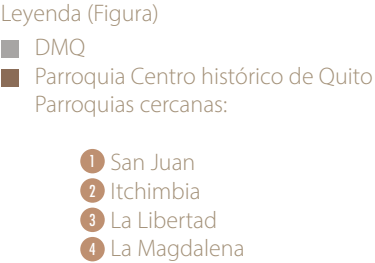 Leyenda (Figura)
DMQ
Parroquia Centro histórico de Quito
Parroquias cercanas:
1 San Juan
2 Itchimbia
3 La Libertad
4 La Magdalena